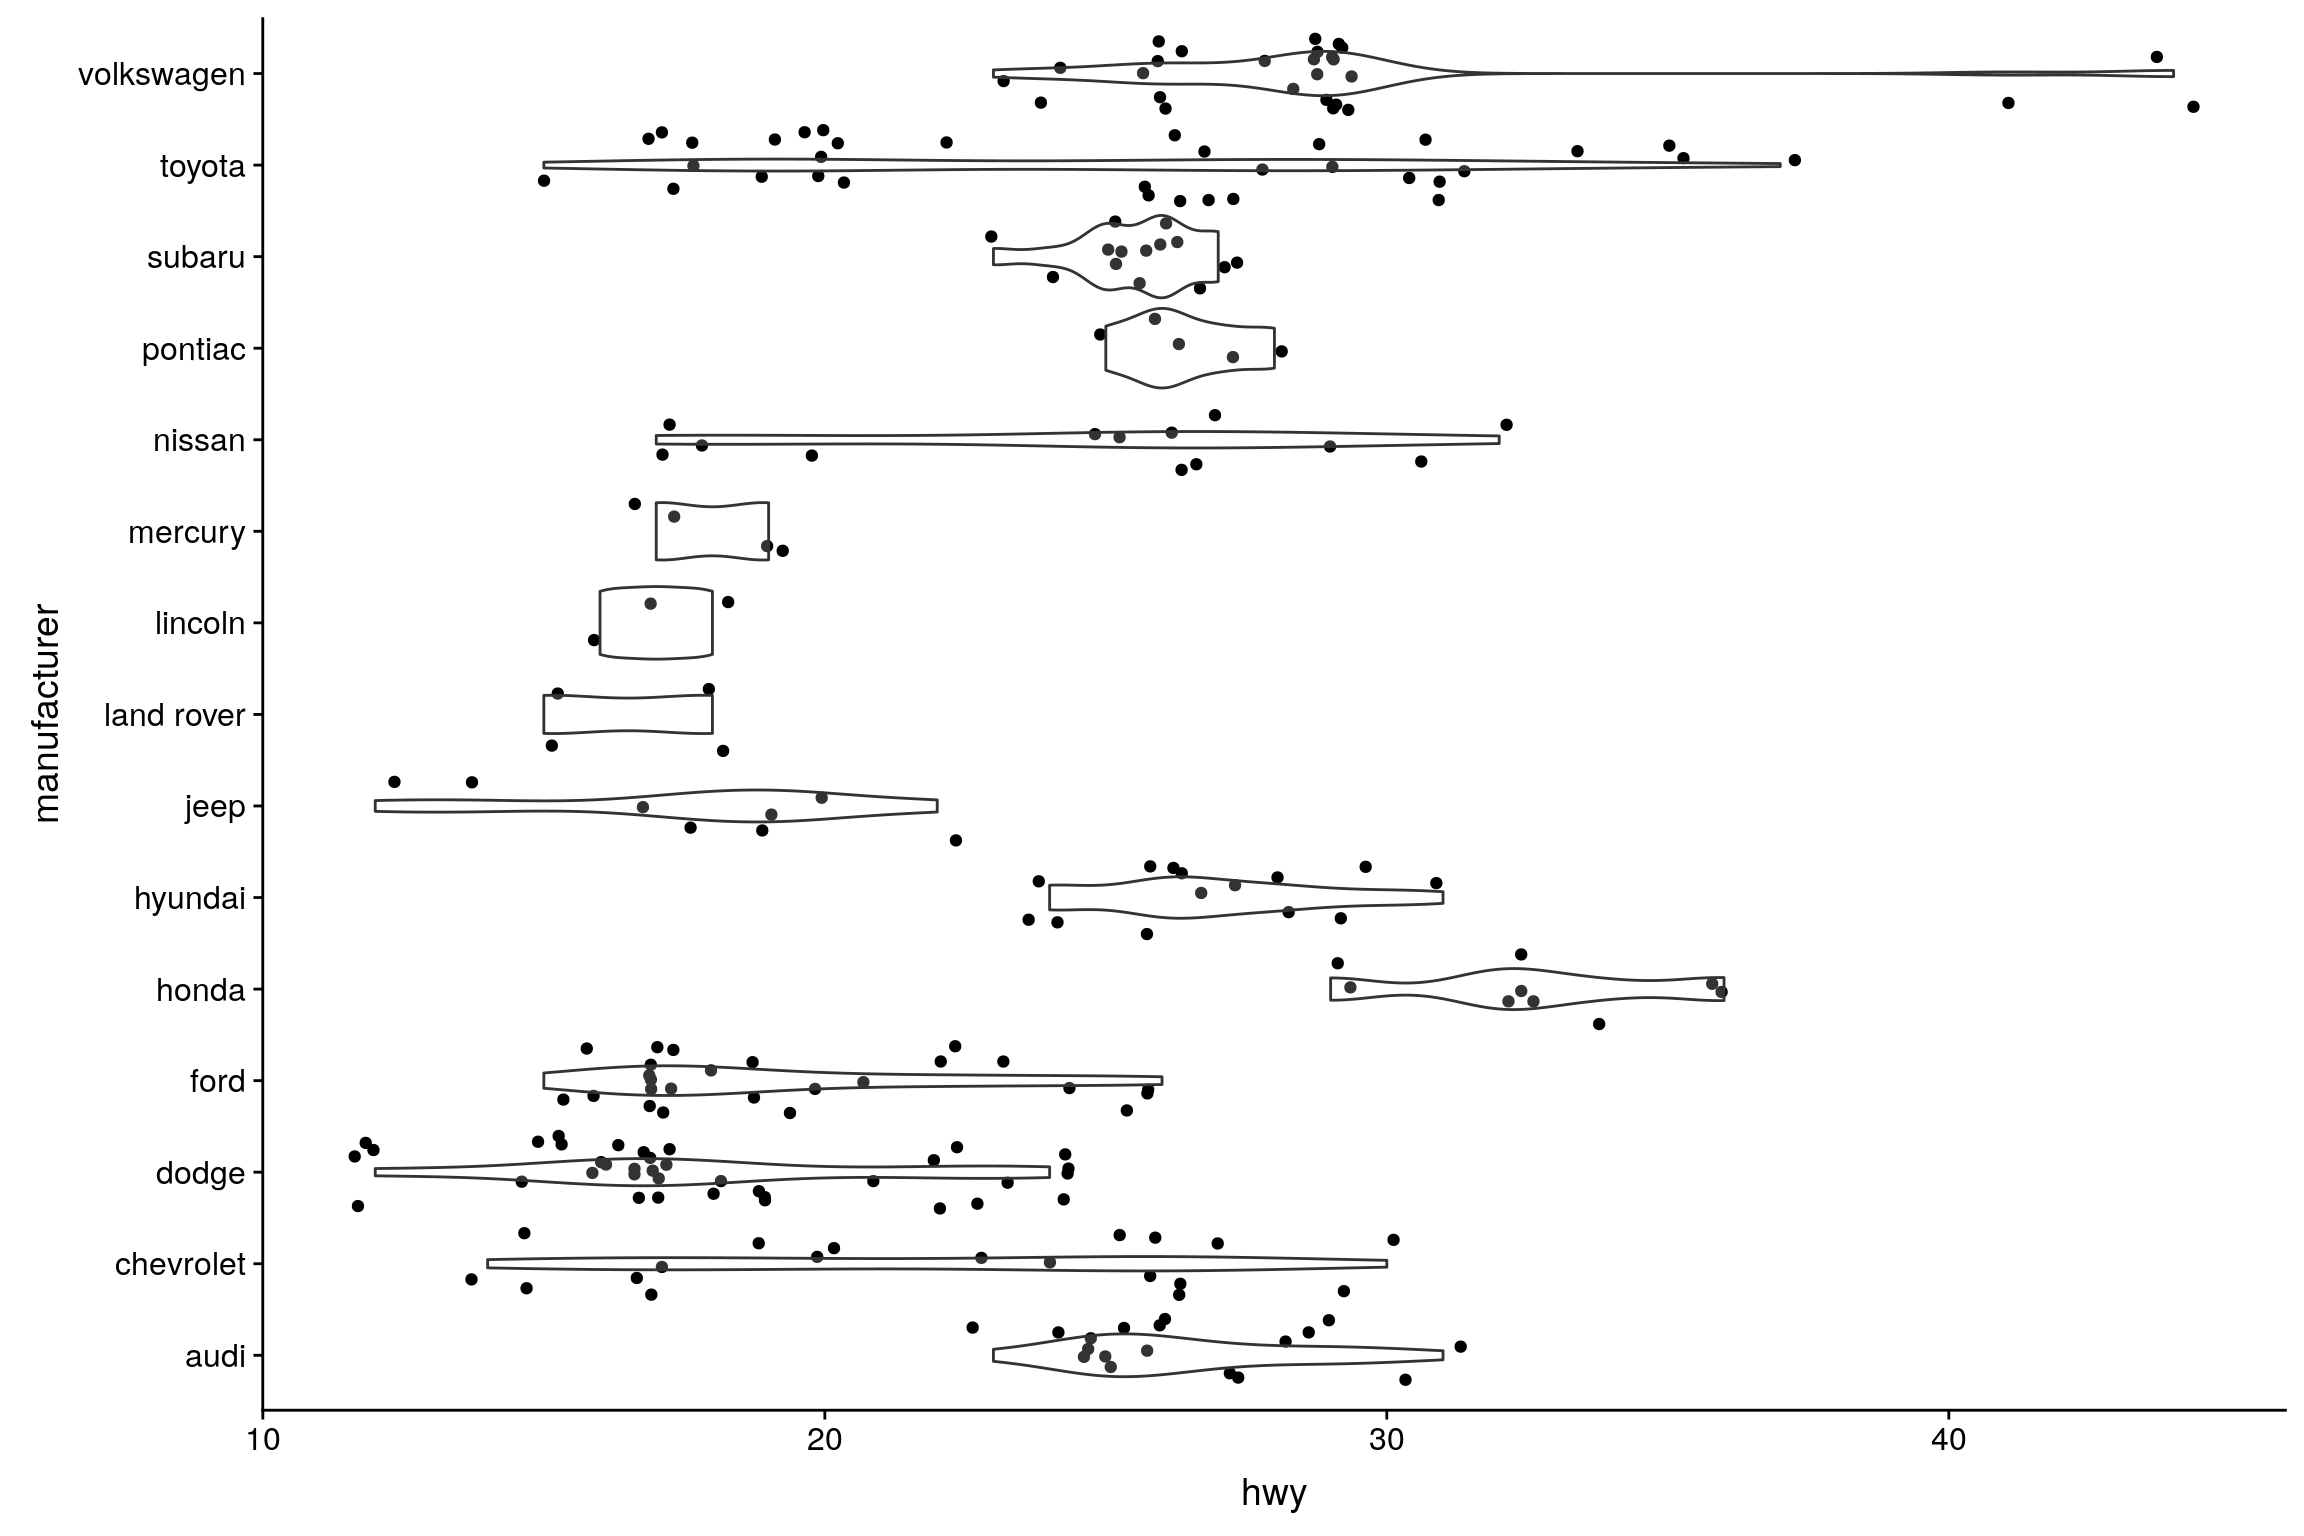 volkswagen
toyota
subaru
pontiac
nissan
mercury
lincoln
land rover
jeep
hyundai
honda
ford
dodge
chevrolet
audi
manufacturer
10 20 30 40
hwy